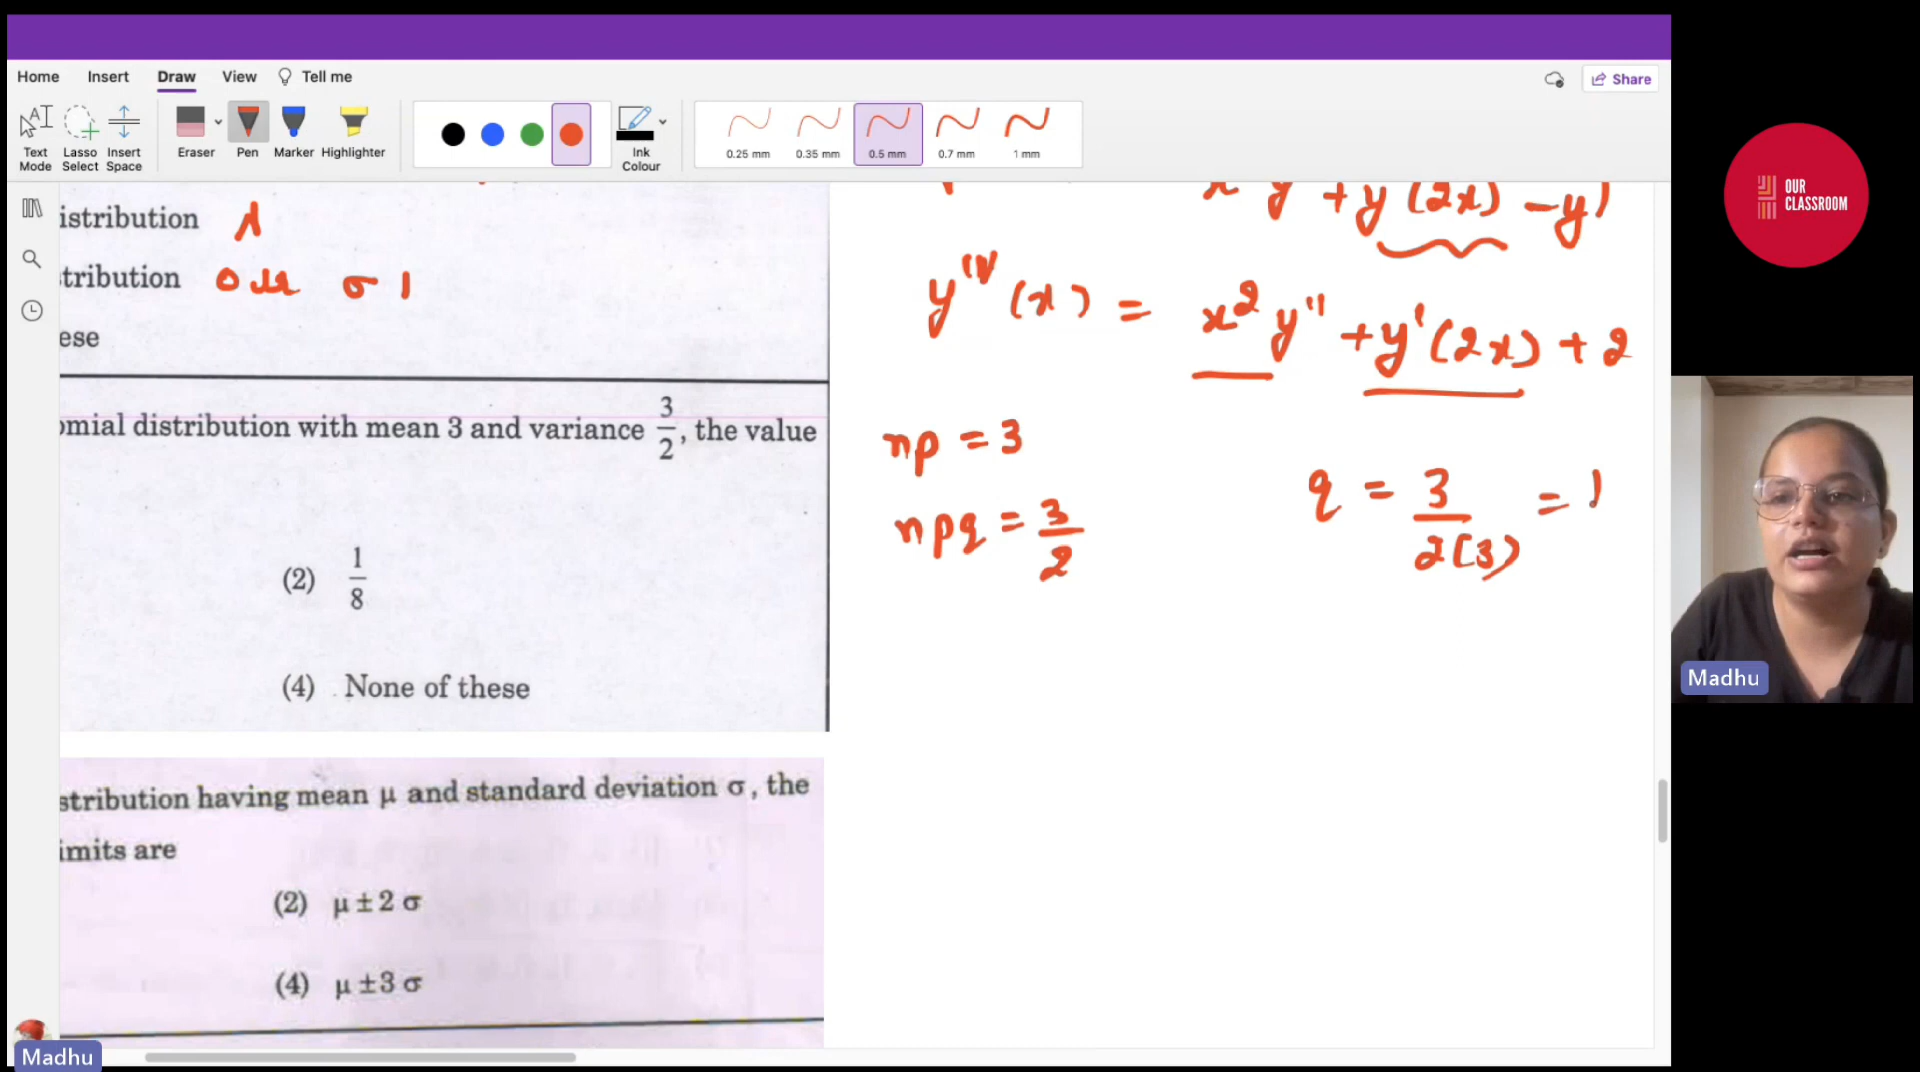 Home Insert Draw View Tell me
Share
Text Mode
Lasso Select
Insert Space
Eraser
Pen
Marker
Highlighter
Ink Colour
0.25 mm
0.35 mm
0.5 mm
0.7 mm
1 mm
OUR CLASSROOM
istribution
tribution σ 1
ese
omial distribution with mean 3 and variance 3/2, the value
(2) 1/8
(4) None of these
stribution having mean μ and standard deviation σ, the
imits are
(2) μ ± 2 σ
(4) μ ± 3 σ
+ y (2x) - y)
(x) = x² y'' + y' (2x) + 2
np = 3
npq = 3/2
q = 3/2(3) = 1
Madhu
Madhu